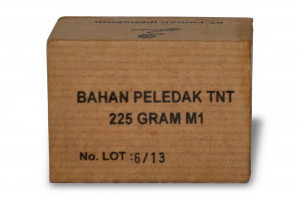 BAHAN PELEDAK TNT
225 GRAM M1
No. LOT : 6/13